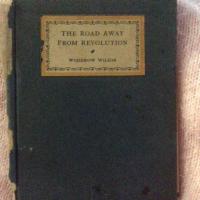 THE ROAD AWAY
FROM REVOLUTION
WOODROW WILSON